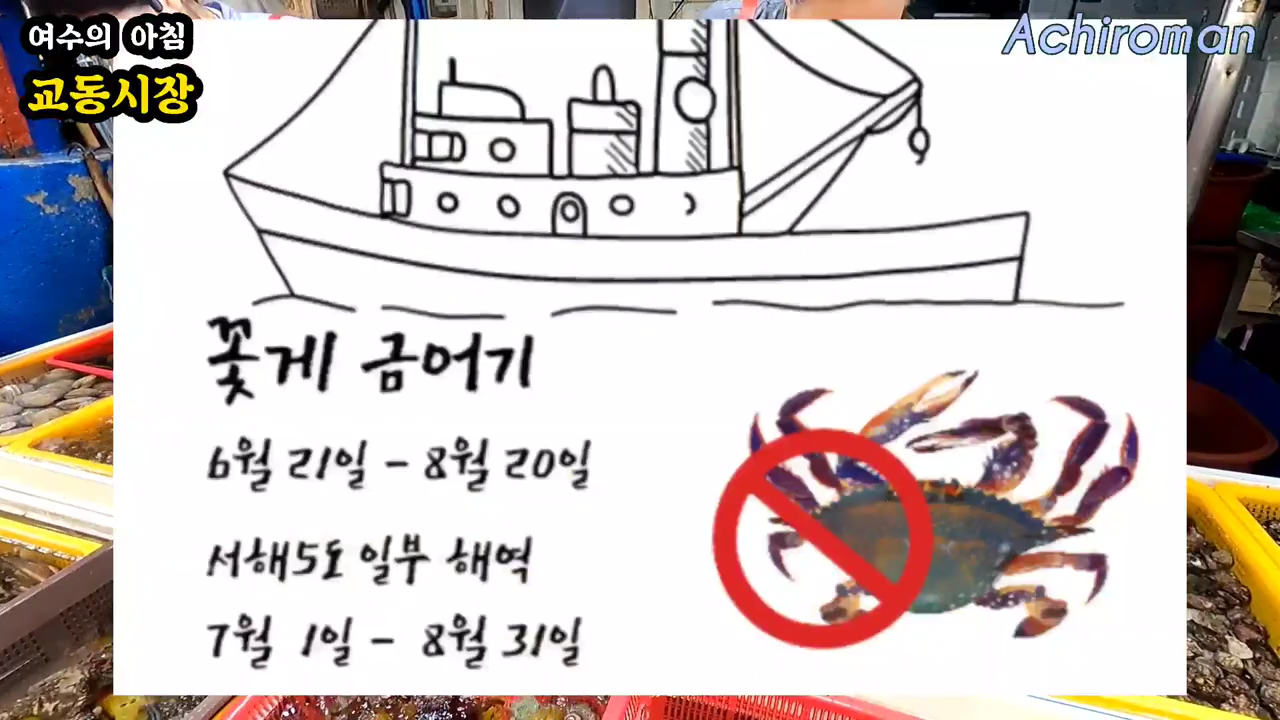 여수의 아침
교동시장
Achiroman
꽃게 금어기
6월 21일 - 8월 20일
서해5도 일부 해역
7월 1일 - 8월 31일